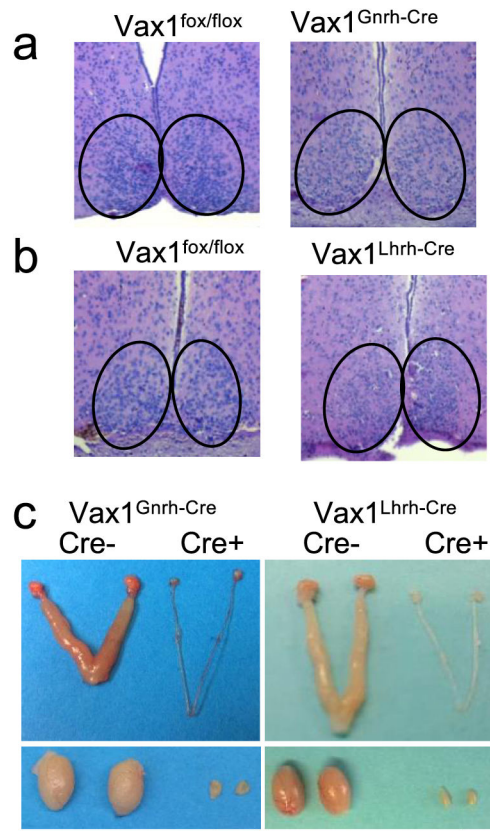 a
Vax1fox/flox Vax1Gnrh-Cre
b
Vax1fox/flox Vax1Lhrh-Cre
c
Vax1Gnrh-Cre Vax1Lhrh-Cre
Cre- Cre+ Cre- Cre+